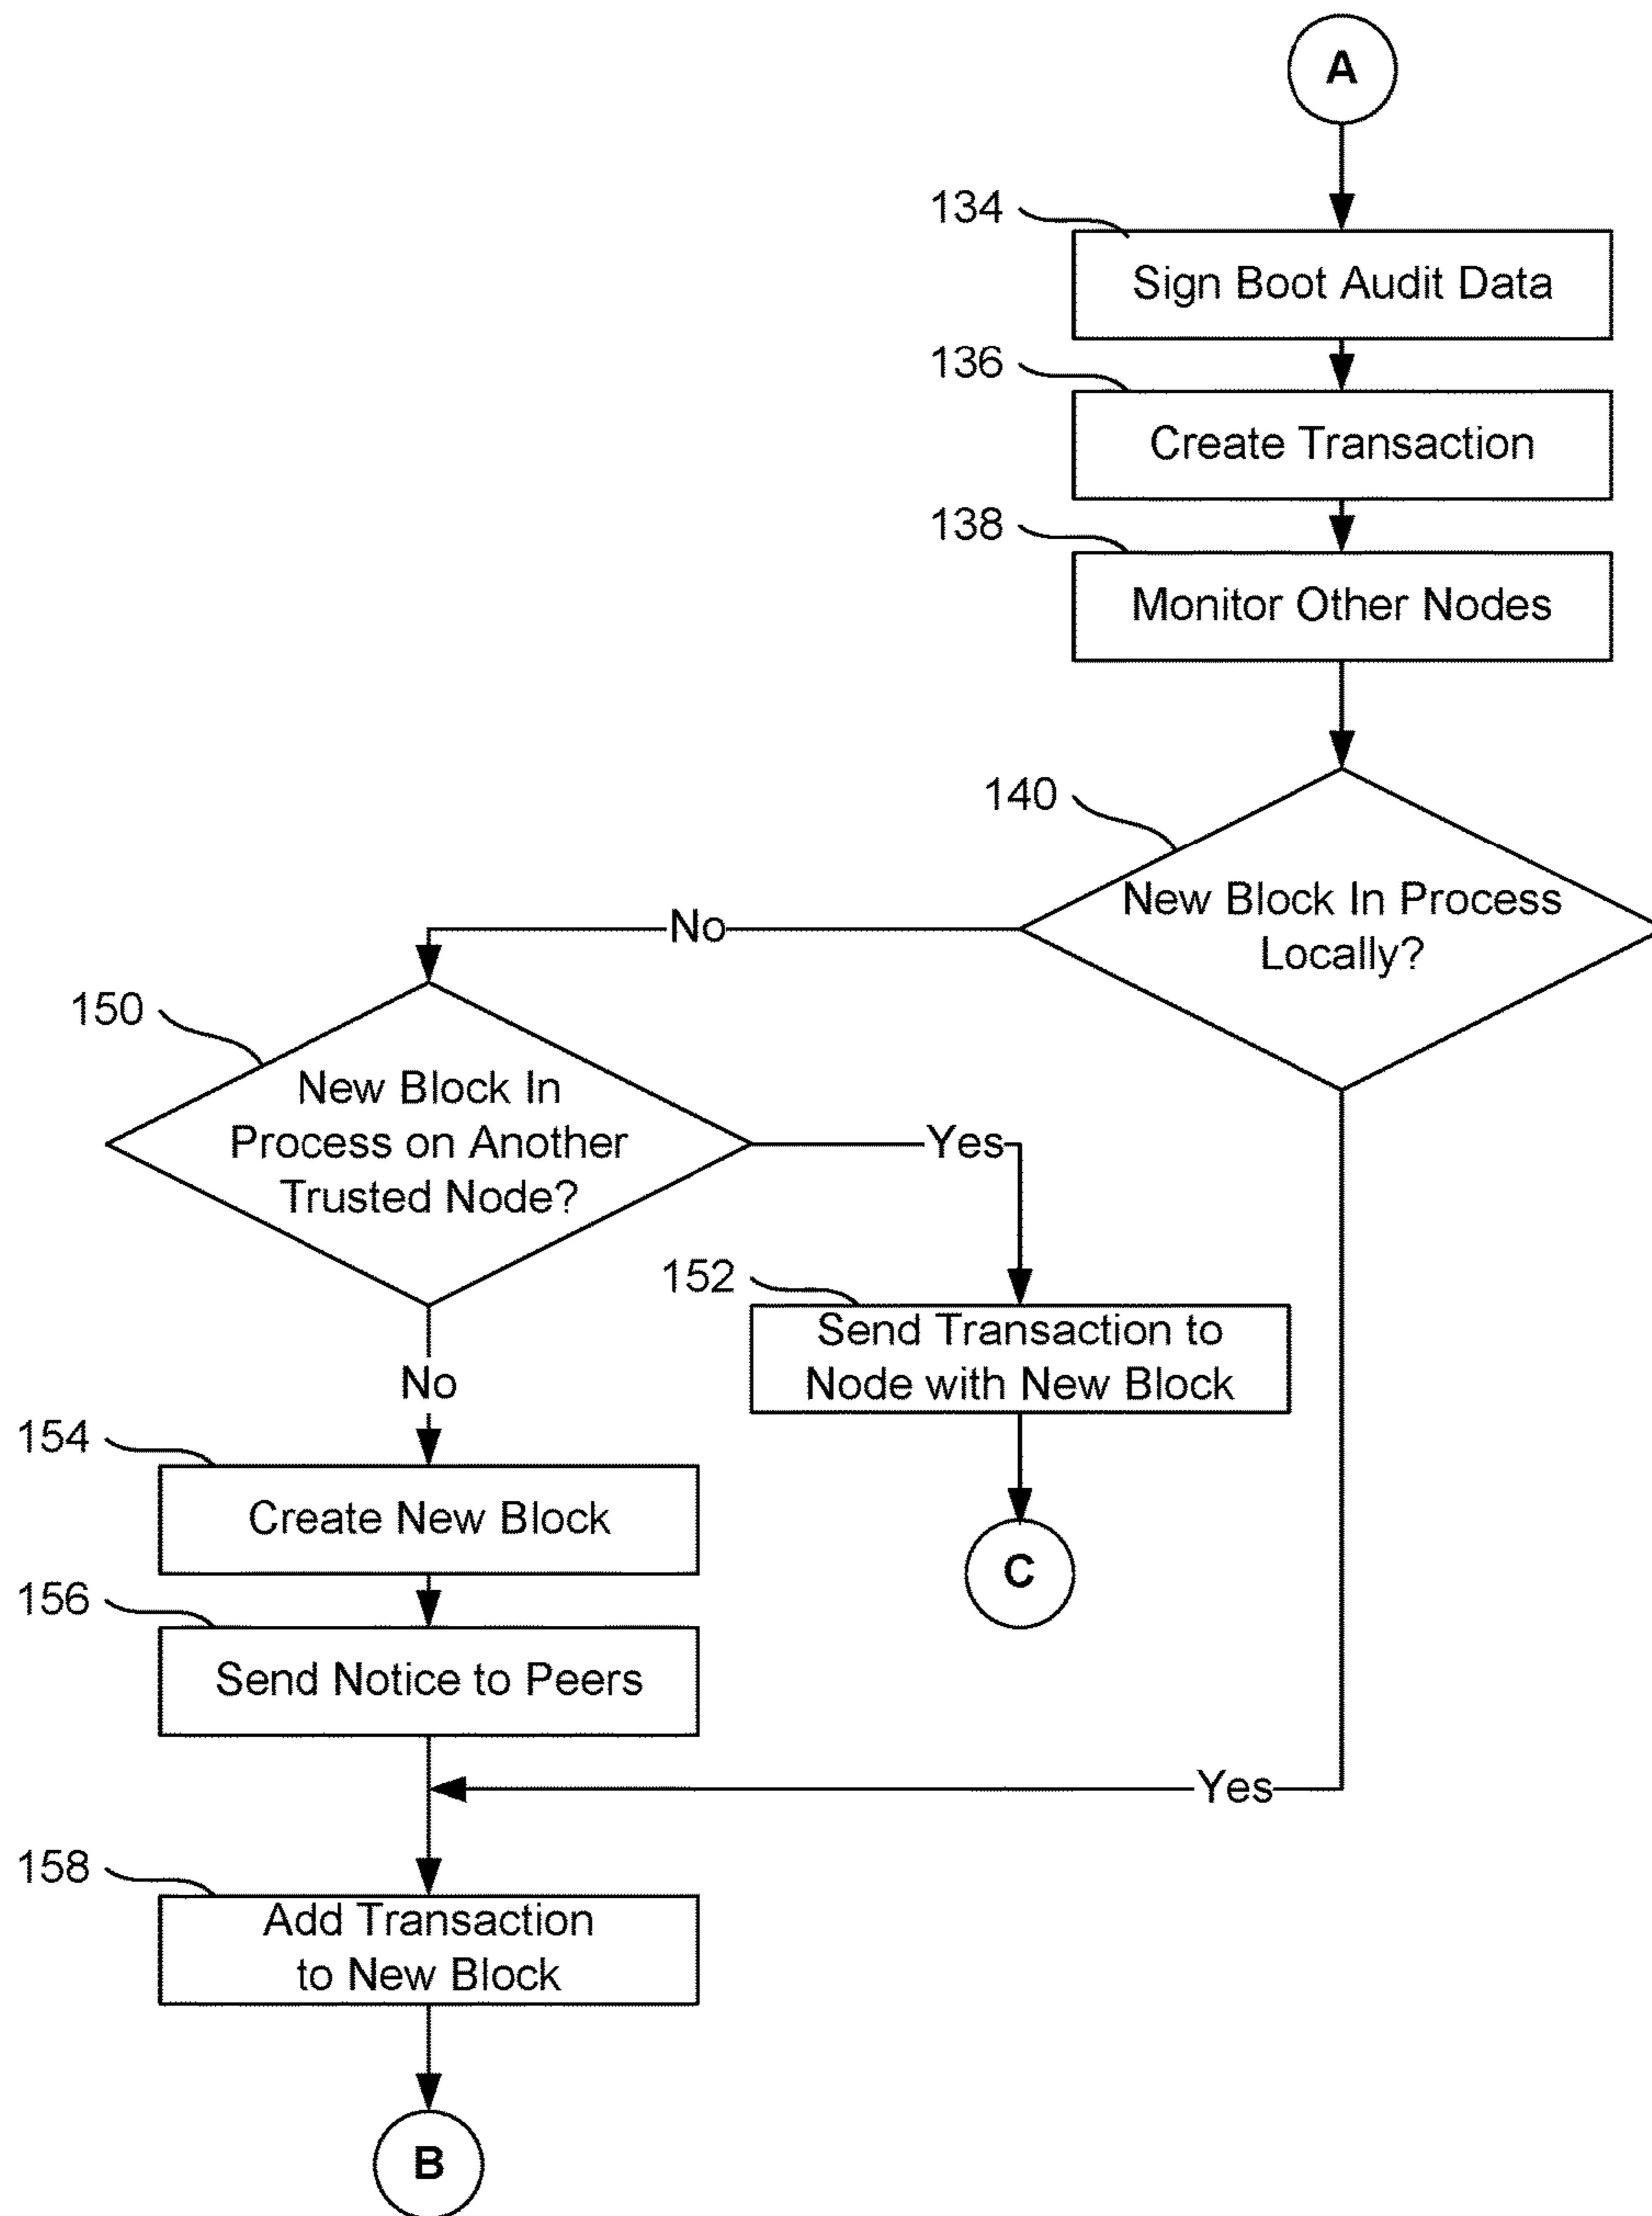 A
134
Sign Boot Audit Data
136
Create Transaction
138
Monitor Other Nodes
140
New Block In Process
Locally?
No
150
New Block In
Process on Another
Trusted Node?
Yes
152
Send Transaction to
Node with New Block
No
C
154
Create New Block
156
Send Notice to Peers
Yes
158
Add Transaction
to New Block
B